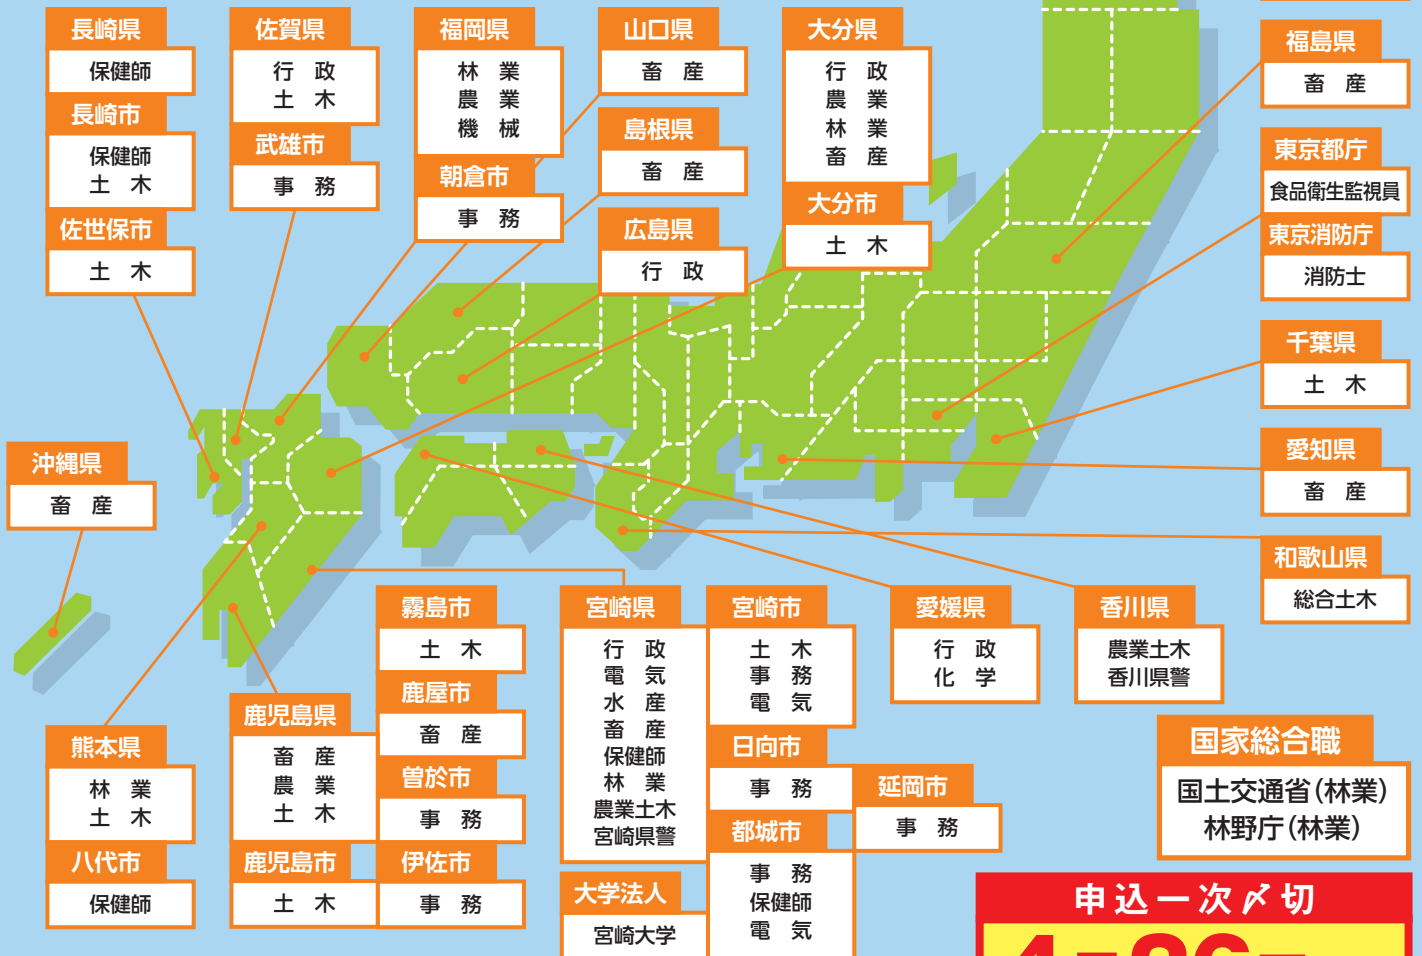 長崎県
保健師
長崎市
保健師
土 木
佐世保市
土 木
佐賀県
行 政
土 木
武雄市
事 務
福岡県
林 業
農 業
機 械
朝倉市
事 務
山口県
畜 産
島根県
畜 産
広島県
行 政
大分県
行 政
農 業
林 業
畜 産
大分市
土 木
福島県
畜 産
東京都庁
食品衛生監視員
東京消防庁
消防士
千葉県
土 木
愛知県
畜 産
和歌山県
総合土木
沖縄県
畜 産
熊本県
林 業
土 木
八代市
保健師
鹿児島県
畜 産
農 業
土 木
鹿児島市
土 木
霧島市
土 木
鹿屋市
畜 産
曽於市
事 務
伊佐市
事 務
宮崎県
行 政
電 気
水 産
畜 産
保健師
林 業
農業土木
宮崎県警
大学法人
宮崎大学
宮崎市
土 木
事 務
電 気
日向市
事 務
都城市
事 務
保健師
電 気
延岡市
事 務
愛媛県
行 政
化 学
香川県
農業土木
香川県警
国家総合職
国土交通省(林業)
林野庁(林業)
申込一次〆切